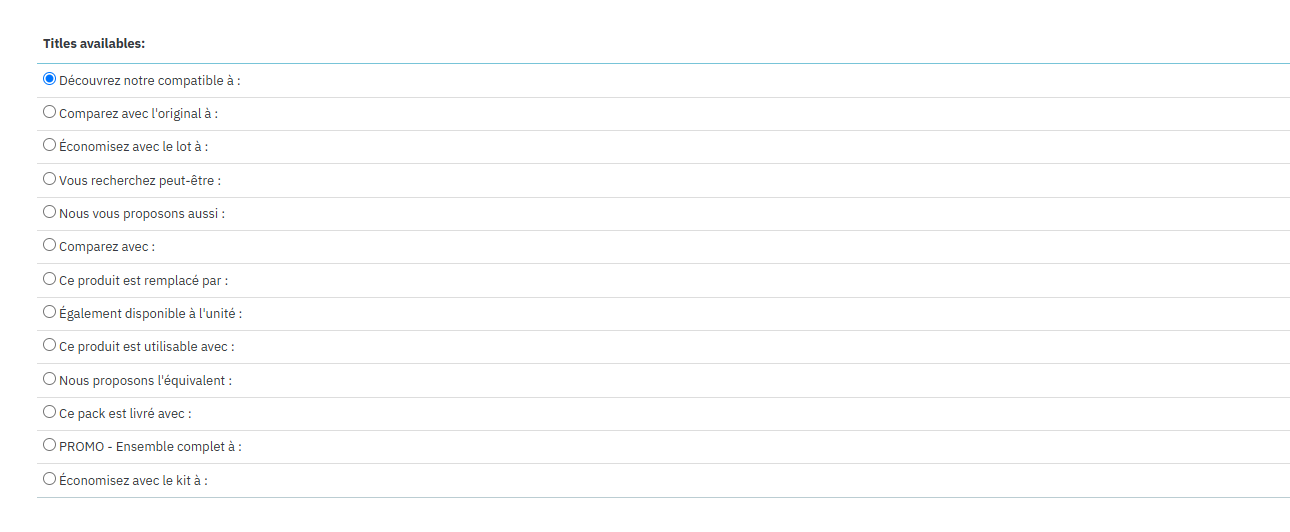 Titles availables:
Découvrez notre compatible à :
Comparez avec l'original à :
Économisez avec le lot à :
Vous recherchez peut-être :
Nous vous proposons aussi :
Comparez avec :
Ce produit est remplacé par :
Également disponible à l'unité :
Ce produit est utilisable avec :
Nous proposons l'équivalent :
Ce pack est livré avec :
PROMO - Ensemble complet à :
Économisez avec le kit à :